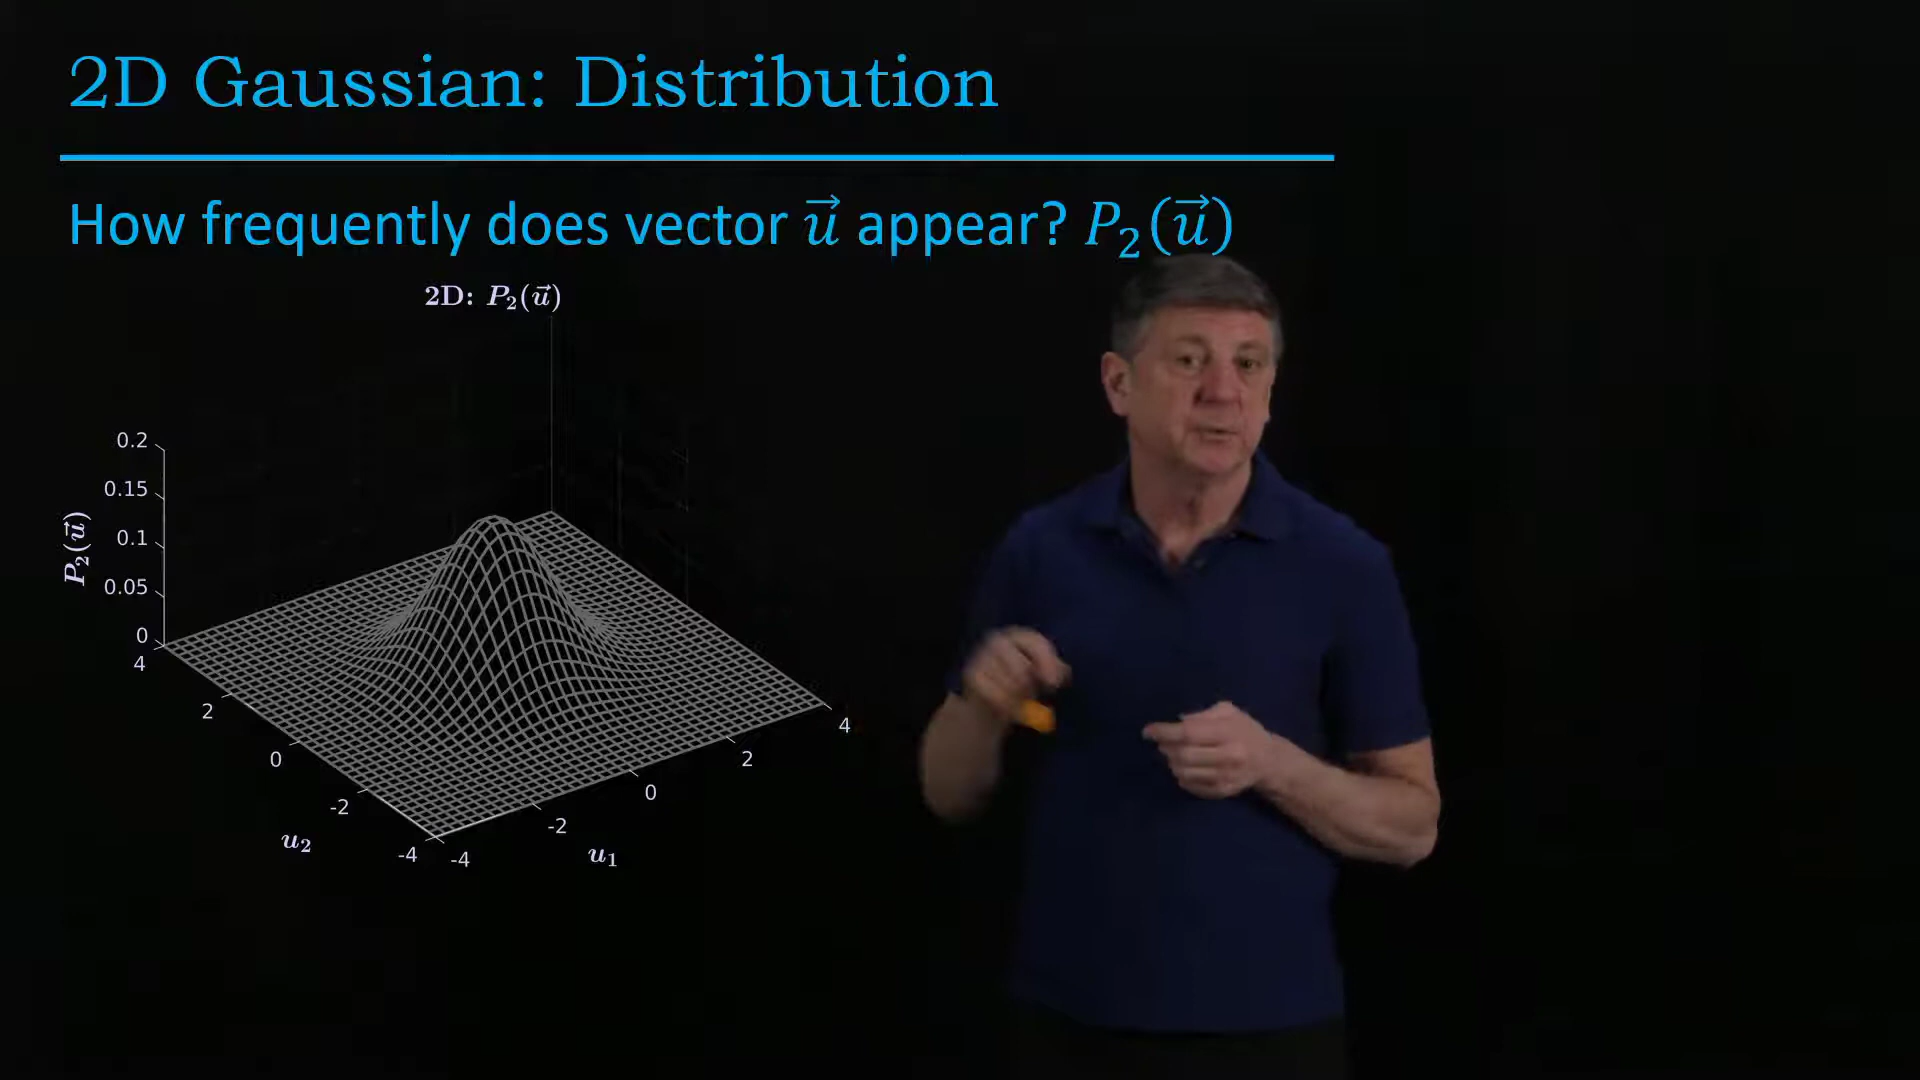 2D Gaussian: Distribution
How frequently does vector u⃗ appear? P₂(u⃗)
2D: P₂(u⃗)
0.2
0.15
0.1
0.05
0
P₂(u⃗)
4
2
0
-2
-4
u₂
-4
-2
0
2
4
u₁